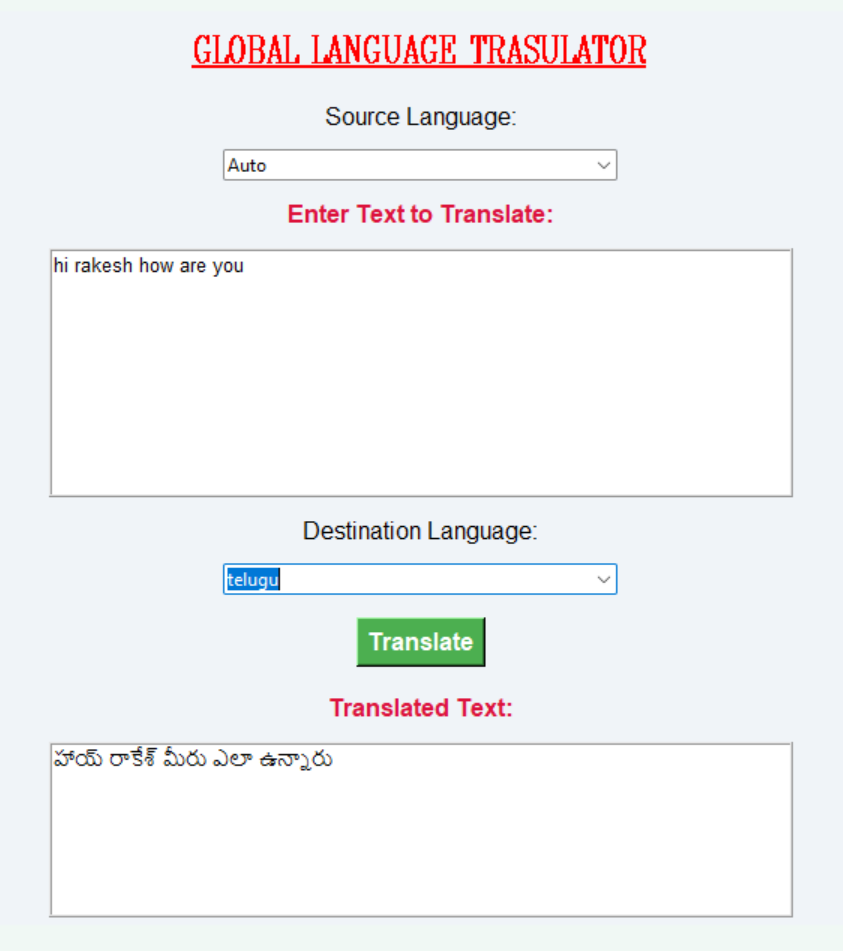 GLOBAL LANGUAGE TRASULATOR
Source Language:
Auto
Enter Text to Translate:
hi rakesh how are you
Destination Language:
telugu
Translate
Translated Text:
హాయ్ రాకేశ్ మీరు ఎలా ఉన్నారు